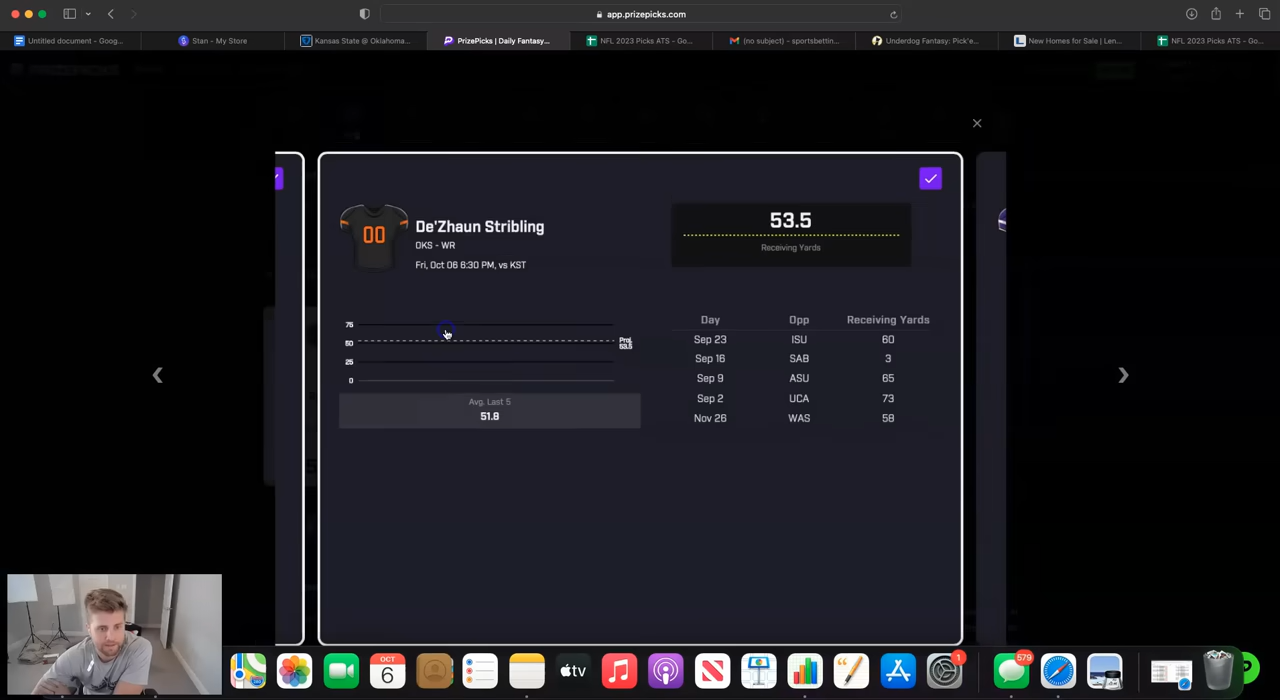 app.prizepicks.com
Untitled document - Goog...
Stan - My Store
Kansas State @ Oklahoma...
PrizePicks | Daily Fantasy...
NFL 2023 Picks ATS - Go...
(no subject) - sportsbettin...
Underdog Fantasy: Pick'e...
New Homes for Sale | Len...
NFL 2023 Picks ATS - Go...
00
De'Zhaun Stribling
OKS - WR
Fri, Oct 06 6:30 PM, vs KST
53.5
Receiving Yards
75
50
25
0
Proj.
53.5
Avg. Last 5
51.8
Day Opp Receiving Yards
Sep 23 ISU 60
Sep 16 SAB 3
Sep 9 ASU 65
Sep 2 UCA 73
Nov 26 WAS 58
OCT
6
tv
579
1